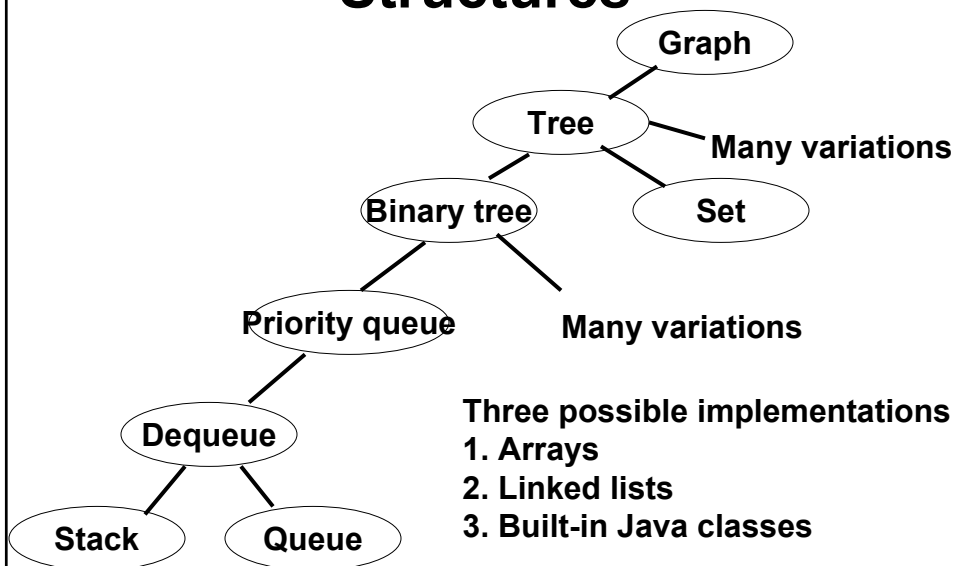 Structures
Graph
Tree
Many variations
Binary tree
Set
Priority queue
Many variations
Three possible implementations
Dequeue
1. Arrays
2. Linked lists
3. Built-in Java classes
Stack
Queue